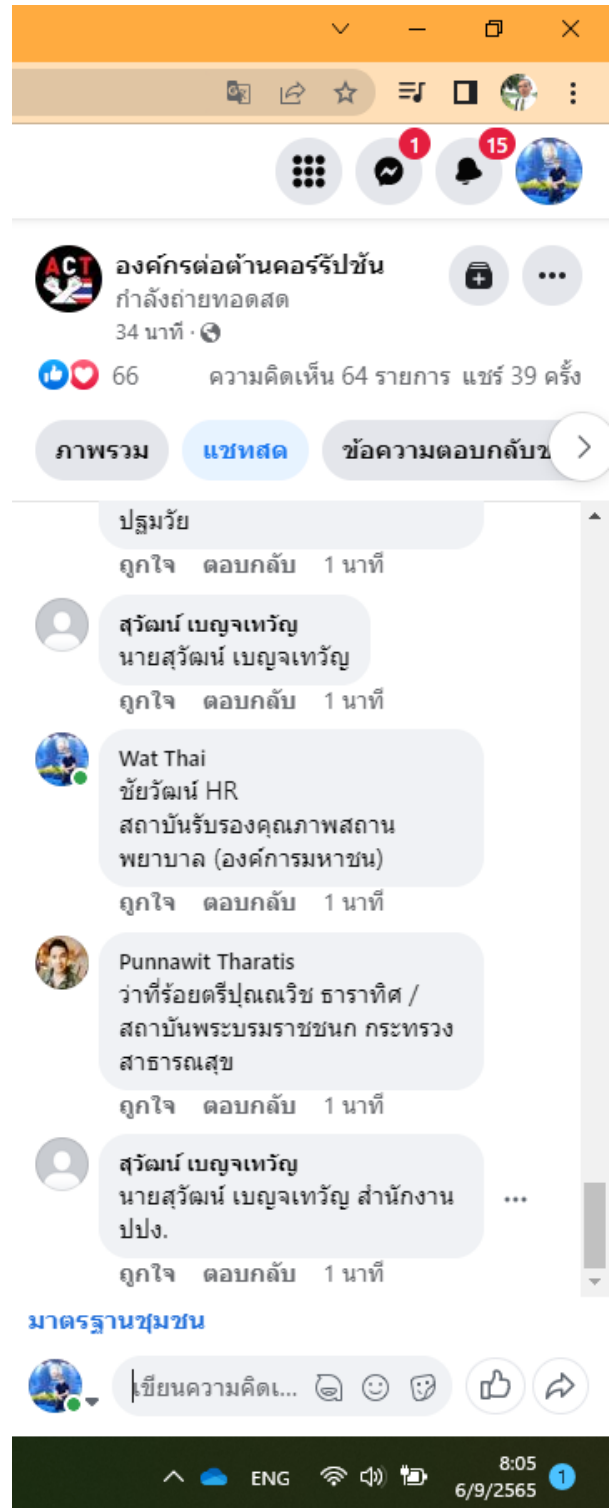 1
15
ACT
องค์กรต่อต้านคอร์รัปชัน
กำลังถ่ายทอดสด
34 นาที ·
66 ความคิดเห็น 64 รายการ แชร์ 39 ครั้ง
ภาพรวม แชทสด ข้อความตอบกลับข
ปฐมวัย
ถูกใจ ตอบกลับ 1 นาที
สุวัฒน์ เบญจเทวัญ
นายสุวัฒน์ เบญจเทวัญ
ถูกใจ ตอบกลับ 1 นาที
Wat Thai
ชัยวัฒน์ HR
สถาบันรับรองคุณภาพสถาน
พยาบาล (องค์การมหาชน)
ถูกใจ ตอบกลับ 1 นาที
Punnawit Tharatis
ว่าที่ร้อยตรีปุณณวิช ธาราทิศ /
สถาบันพระบรมราชชนก กระทรวง
สาธารณสุข
ถูกใจ ตอบกลับ 1 นาที
สุวัฒน์ เบญจเทวัญ
นายสุวัฒน์ เบญจเทวัญ สำนักงาน
ปปง.
ถูกใจ ตอบกลับ 1 นาที
มาตรฐานชุมชน
เขียนความคิดเ...
ENG 8:05
6/9/2565 1